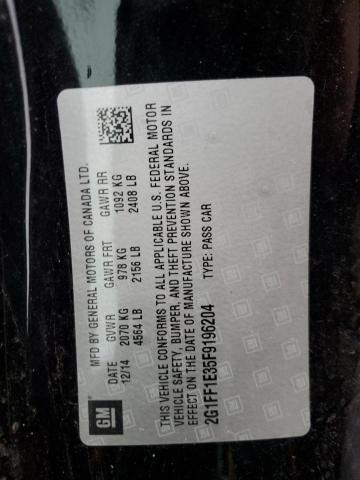 GM
MFD BY GENERAL MOTORS OF CANADA LTD.
DATE GVWR GAWR FRT GAWR RR
12/14 2070 KG 978 KG 1092 KG
4564 LB 2156 LB 2408 LB
THIS VEHICLE CONFORMS TO ALL APPLICABLE U.S. FEDERAL MOTOR
VEHICLE SAFETY, BUMPER, AND THEFT PREVENTION STANDARDS IN
EFFECT ON THE DATE OF MANUFACTURE SHOWN ABOVE.
2G1FF1E35F9196204 TYPE: PASS CAR